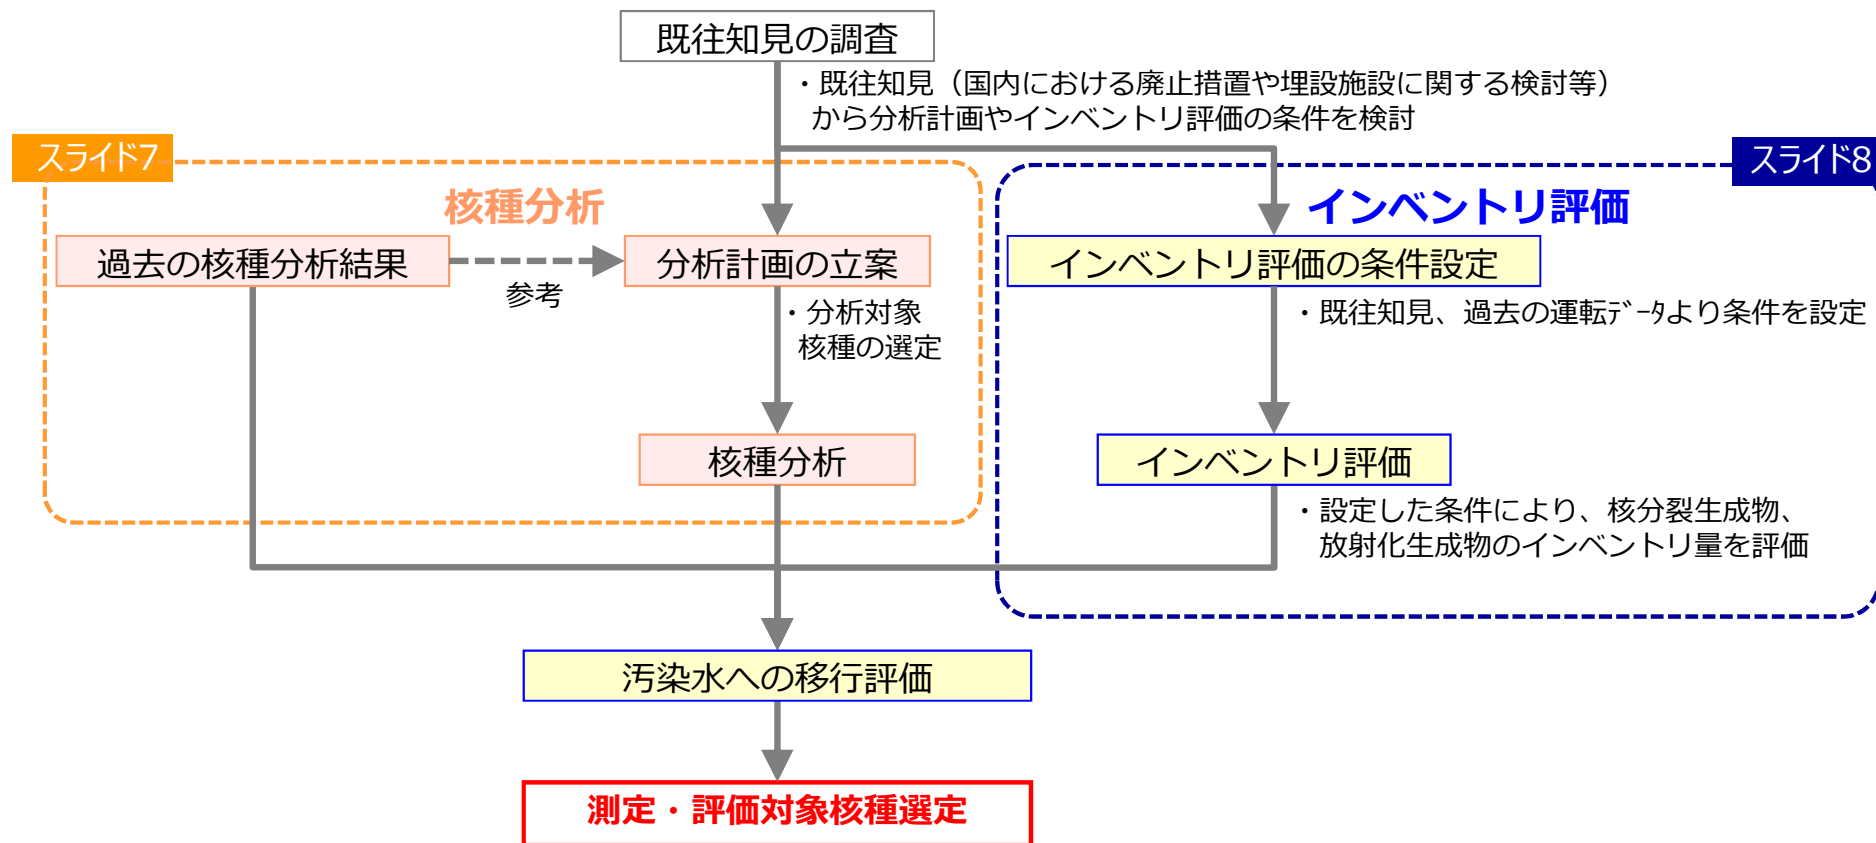 既往知見の調査
・既往知見（国内における廃止措置や埋設施設に関する検討等）
から分析計画やインベントリ評価の条件を検討
スライド7
スライド8
核種分析
インベントリ評価
過去の核種分析結果
参考
分析計画の立案
インベントリ評価の条件設定
・分析対象
核種の選定
・既往知見、過去の運転ﾃﾞｰﾀより条件を設定
核種分析
インベントリ評価
・設定した条件により、核分裂生成物、
放射化生成物のインベントリ量を評価
汚染水への移行評価
測定・評価対象核種選定